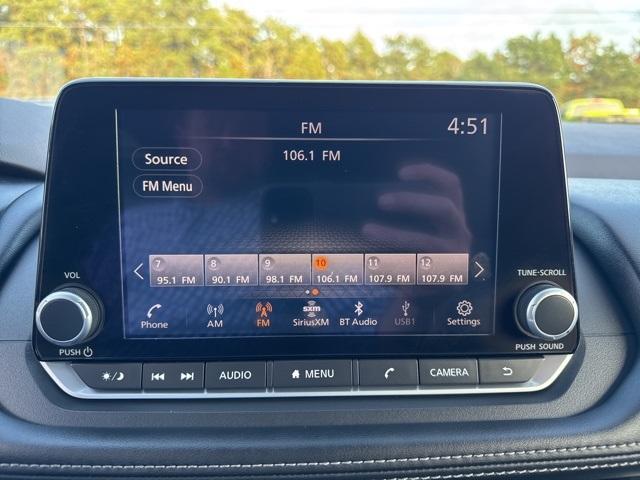 FM
4:51
Source
106.1 FM
FM Menu
7 8 9 10 11 12
95.1 FM 90.1 FM 98.1 FM 106.1 FM 107.9 FM 107.9 FM
VOL
TUNE·SCROLL
Phone AM FM SiriusXM BT Audio USB1 Settings
sxm
PUSH
PUSH SOUND
AUDIO MENU CAMERA